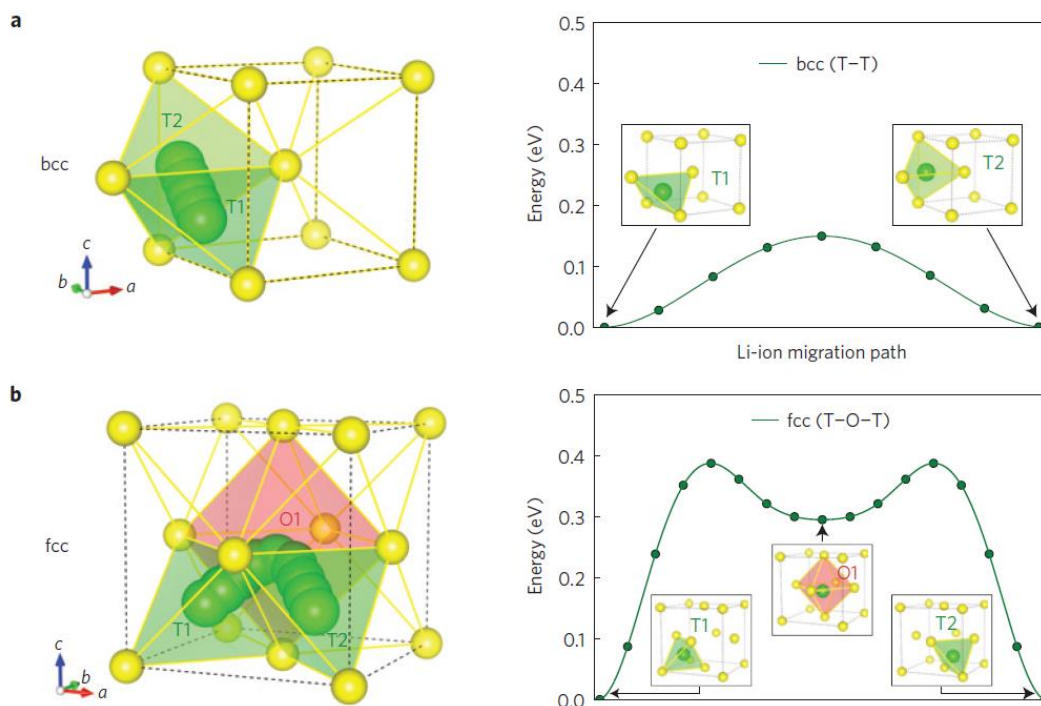 a
bcc
T2
T1
c
b
a
0.5
0.4
0.3
0.2
0.1
0.0
Energy (eV)
bcc (T–T)
T1
T2
Li-ion migration path
b
fcc
O1
T1
T2
c
b
a
0.5
0.4
0.3
0.2
0.1
0.0
Energy (eV)
fcc (T–O–T)
O1
T1
T2